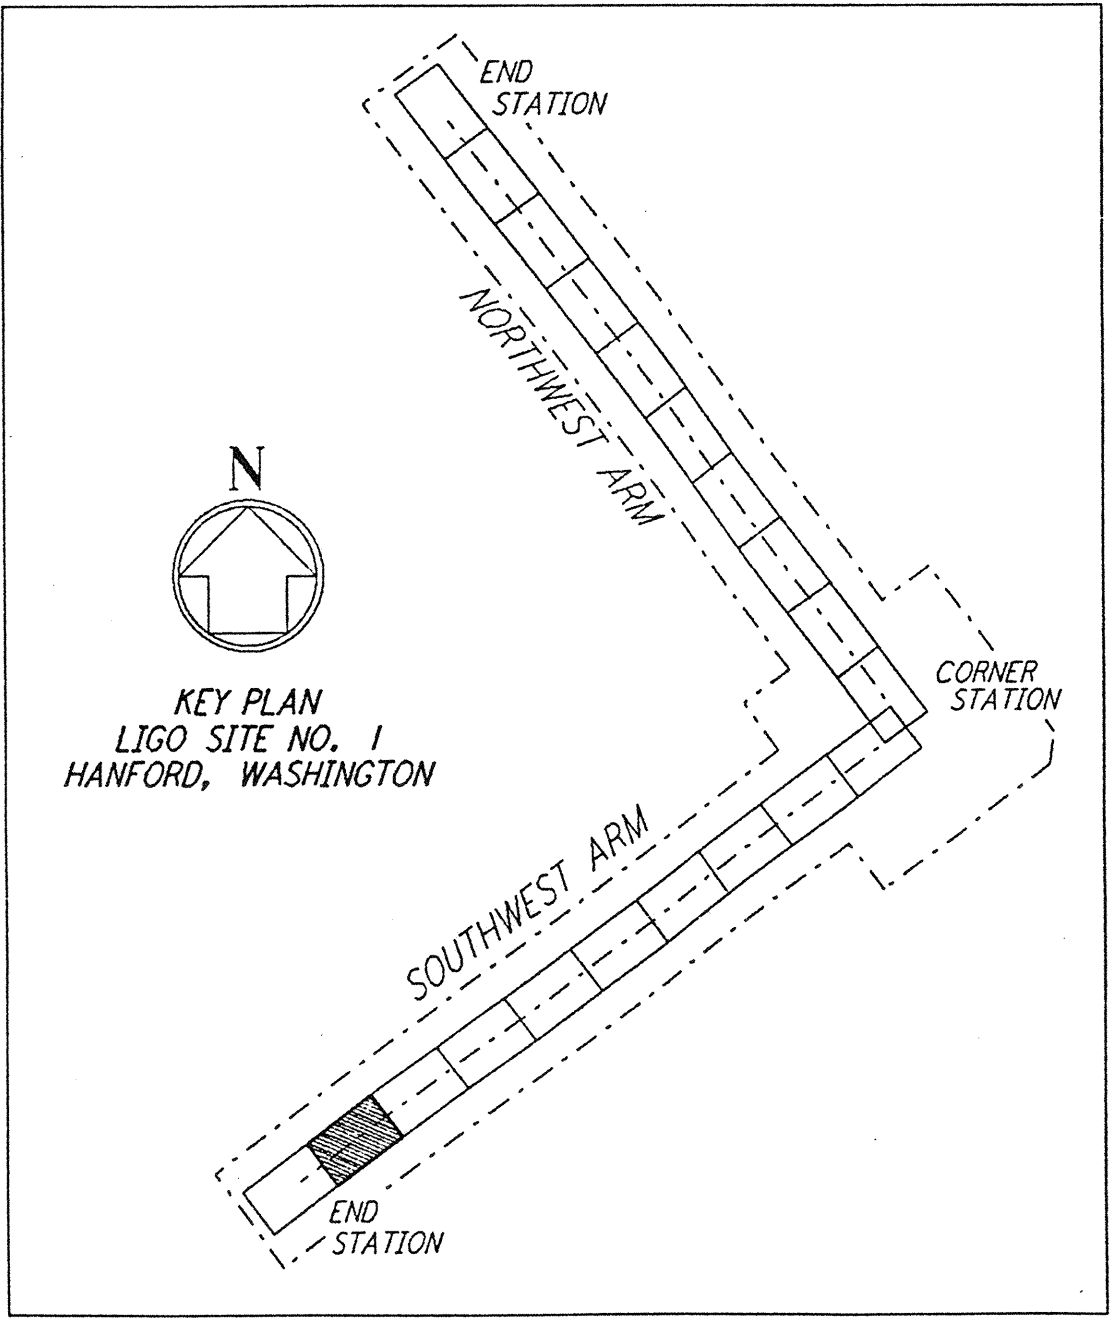 END
STATION
NORTHWEST ARM
N
KEY PLAN
LIGO SITE NO. 1
HANFORD, WASHINGTON
CORNER
STATION
SOUTHWEST ARM
END
STATION